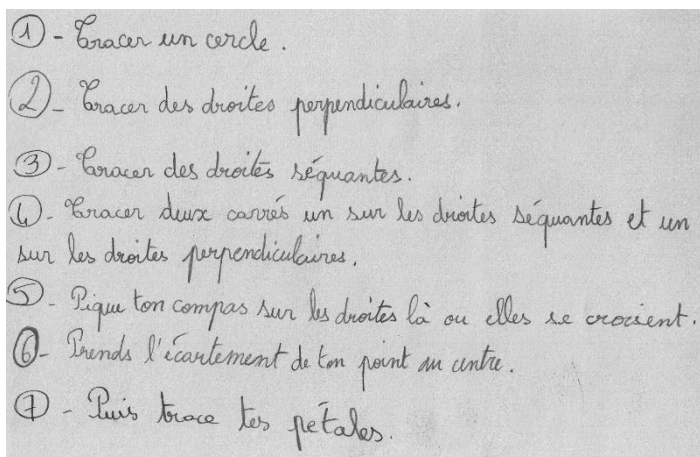 ① - Tracer un cercle.
② - Tracer des droites perpendiculaires.
③ - Tracer des droites séquantes.
④ - Tracer deux carrés un sur les droites séquantes et un
sur les droites perpendiculaires.
⑤ - Pique ton compas sur les droites là ou elles se croisent.
⑥ - Prends l'écartement de ton point au centre.
⑦ - Puis trace tes pétales.